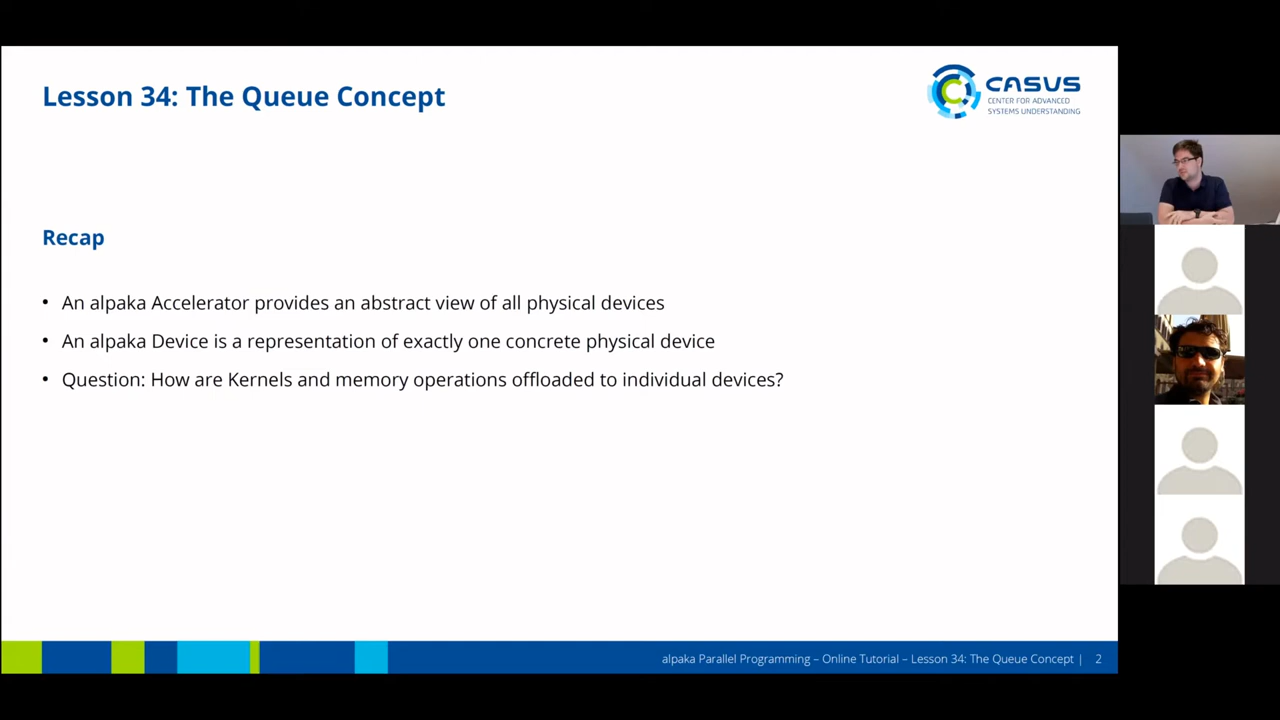 Lesson 34: The Queue Concept
CASUS
CENTER FOR ADVANCED
SYSTEMS UNDERSTANDING
Recap
• An alpaka Accelerator provides an abstract view of all physical devices
• An alpaka Device is a representation of exactly one concrete physical device
• Question: How are Kernels and memory operations offloaded to individual devices?
alpaka Parallel Programming – Online Tutorial – Lesson 34: The Queue Concept | 2